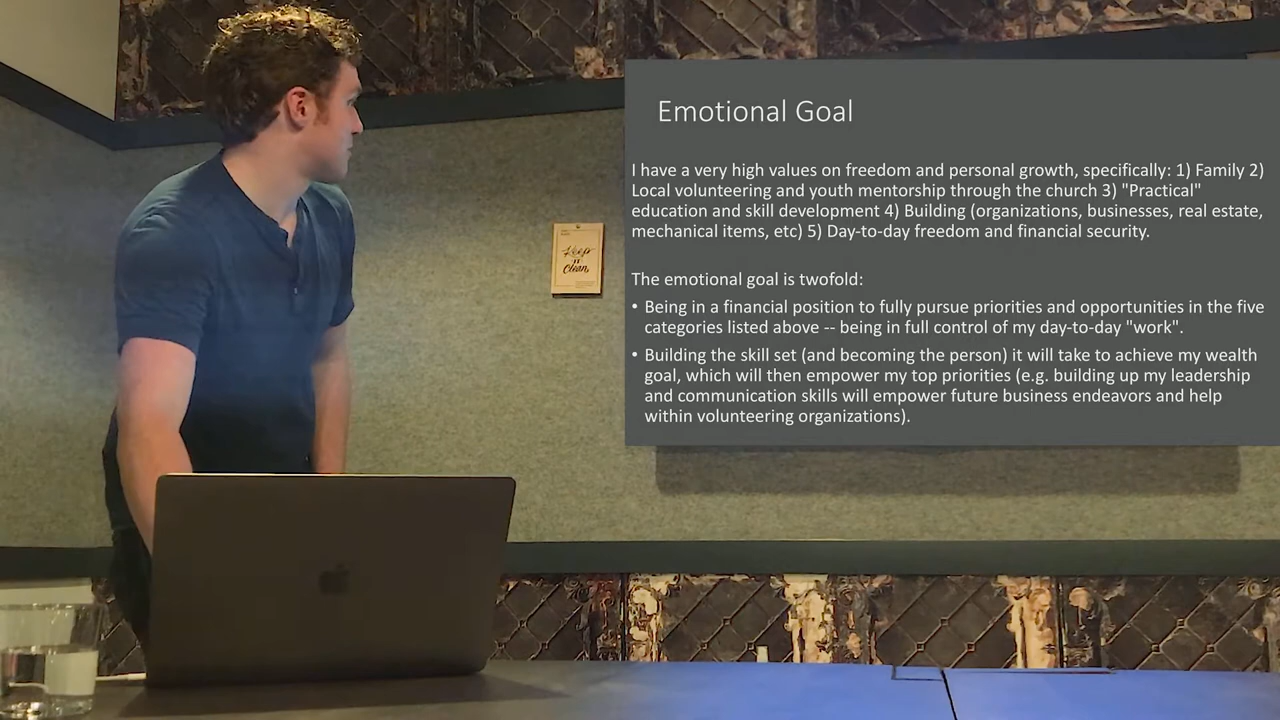 Emotional Goal
I have a very high values on freedom and personal growth, specifically: 1) Family 2)
Local volunteering and youth mentorship through the church 3) "Practical"
education and skill development 4) Building (organizations, businesses, real estate,
mechanical items, etc) 5) Day-to-day freedom and financial security.
The emotional goal is twofold:
• Being in a financial position to fully pursue priorities and opportunities in the five
categories listed above -- being in full control of my day-to-day "work".
• Building the skill set (and becoming the person) it will take to achieve my wealth
goal, which will then empower my top priorities (e.g. building up my leadership
and communication skills will empower future business endeavors and help
within volunteering organizations).
Keep
IT
Clean